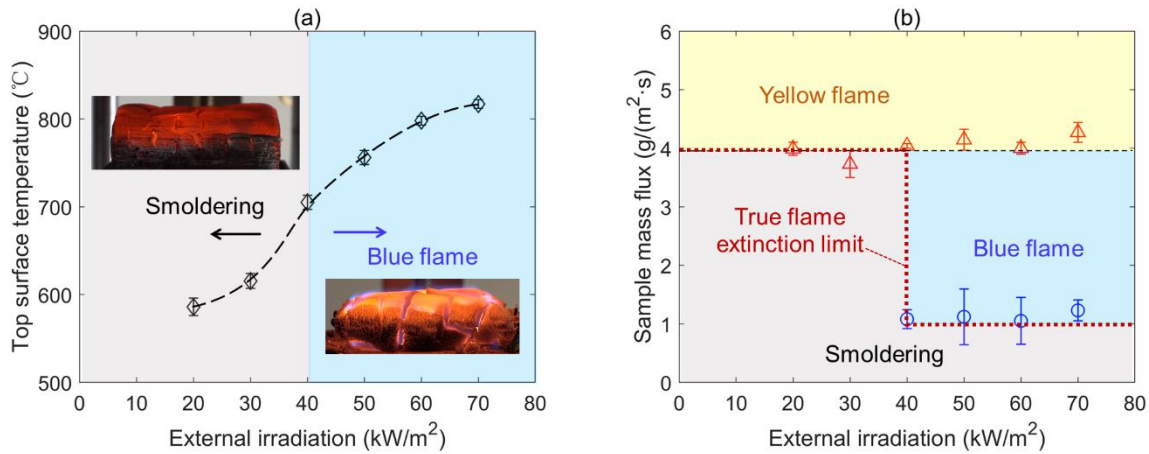 (a)
900
800
700
600
500
Top surface temperature (℃)
Smoldering
Blue flame
0 10 20 30 40 50 60 70 80
External irradiation (kW/m²)
(b)
6
5
4
3
2
1
0
Sample mass flux (g/(m²·s)
Yellow flame
True flame
extinction limit
Blue flame
Smoldering
0 10 20 30 40 50 60 70 80
External irradiation (kW/m²)